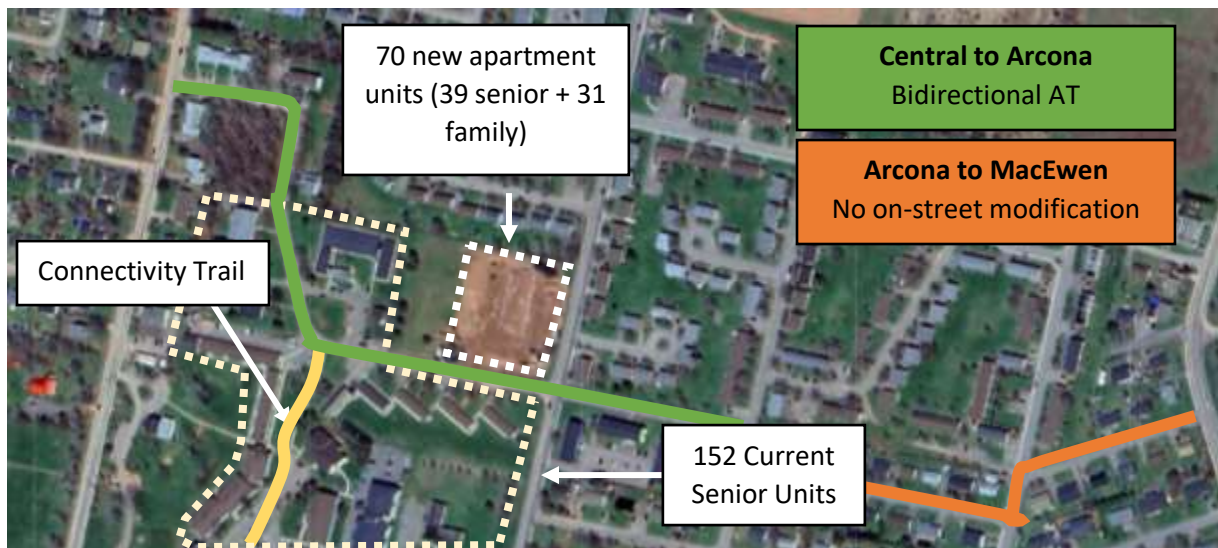 70 new apartment
units (39 senior + 31
family)
Central to Arcona
Bidirectional AT
Arcona to MacEwen
No on-street modification
Connectivity Trail
152 Current
Senior Units